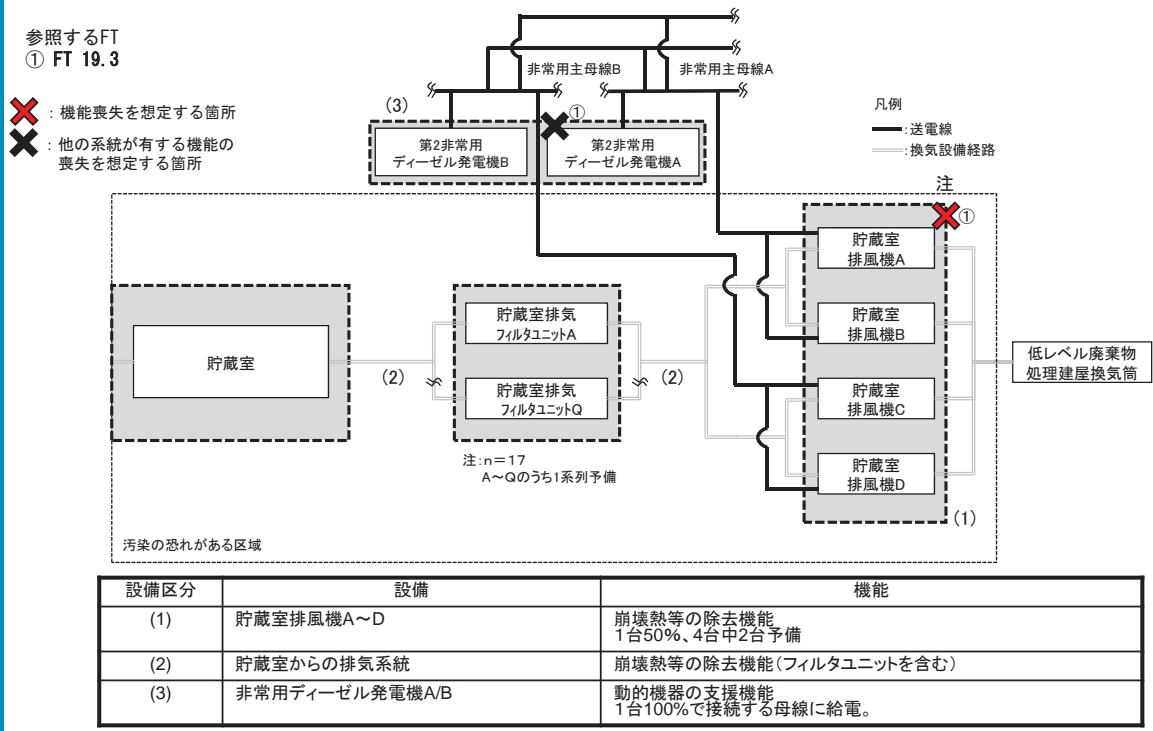 参照するFT
① FT 19.3
：機能喪失を想定する箇所
：他の系統が有する機能の
喪失を想定する箇所
非常用主母線B
非常用主母線A
(3)
①
第2非常用
ディーゼル発電機B
第2非常用
ディーゼル発電機A
凡例
:送電線
:換気設備経路
注
①
貯蔵室
貯蔵室排気
フィルタユニットA
貯蔵室排気
フィルタユニットQ
(2)
(2)
注:n＝17
A～Qのうち1系列予備
貯蔵室
排風機A
貯蔵室
排風機B
貯蔵室
排風機C
貯蔵室
排風機D
(1)
低レベル廃棄物
処理建屋換気筒
汚染の恐れがある区域
設備区分 設備 機能
(1) 貯蔵室排風機A～D 崩壊熱等の除去機能
1台50%、4台中2台予備
(2) 貯蔵室からの排気系統 崩壊熱等の除去機能(フィルタユニットを含む)
(3) 非常用ディーゼル発電機A/B 動的機器の支援機能
1台100%で接続する母線に給電。